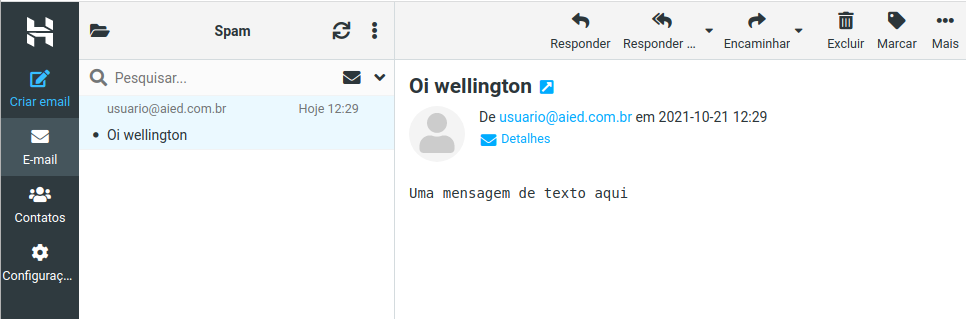 Criar email
E-mail
Contatos
Configuraç...
Spam
Pesquisar...
usuario@aied.com.br Hoje 12:29
Oi wellington
Responder Responder ... Encaminhar Excluir Marcar Mais
Oi wellington
De usuario@aied.com.br em 2021-10-21 12:29
Detalhes
Uma mensagem de texto aqui